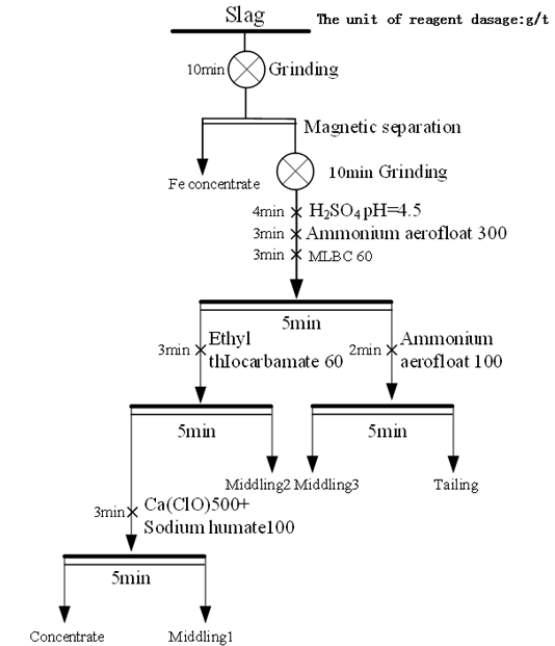 Slag
The unit of reagent dasage:g/t
10min Grinding
Magnetic separation
Fe concentrate
10min Grinding
4min H₂SO₄ pH=4.5
3min Ammonium aerofloat 300
3min MLBC 60
5min
3min Ethyl
thIocarbamate 60
2min Ammonium
aerofloat 100
5min
5min
Middling2
Middling3
Tailing
3min Ca(ClO)500+
Sodium humate100
5min
Concentrate
Middling1